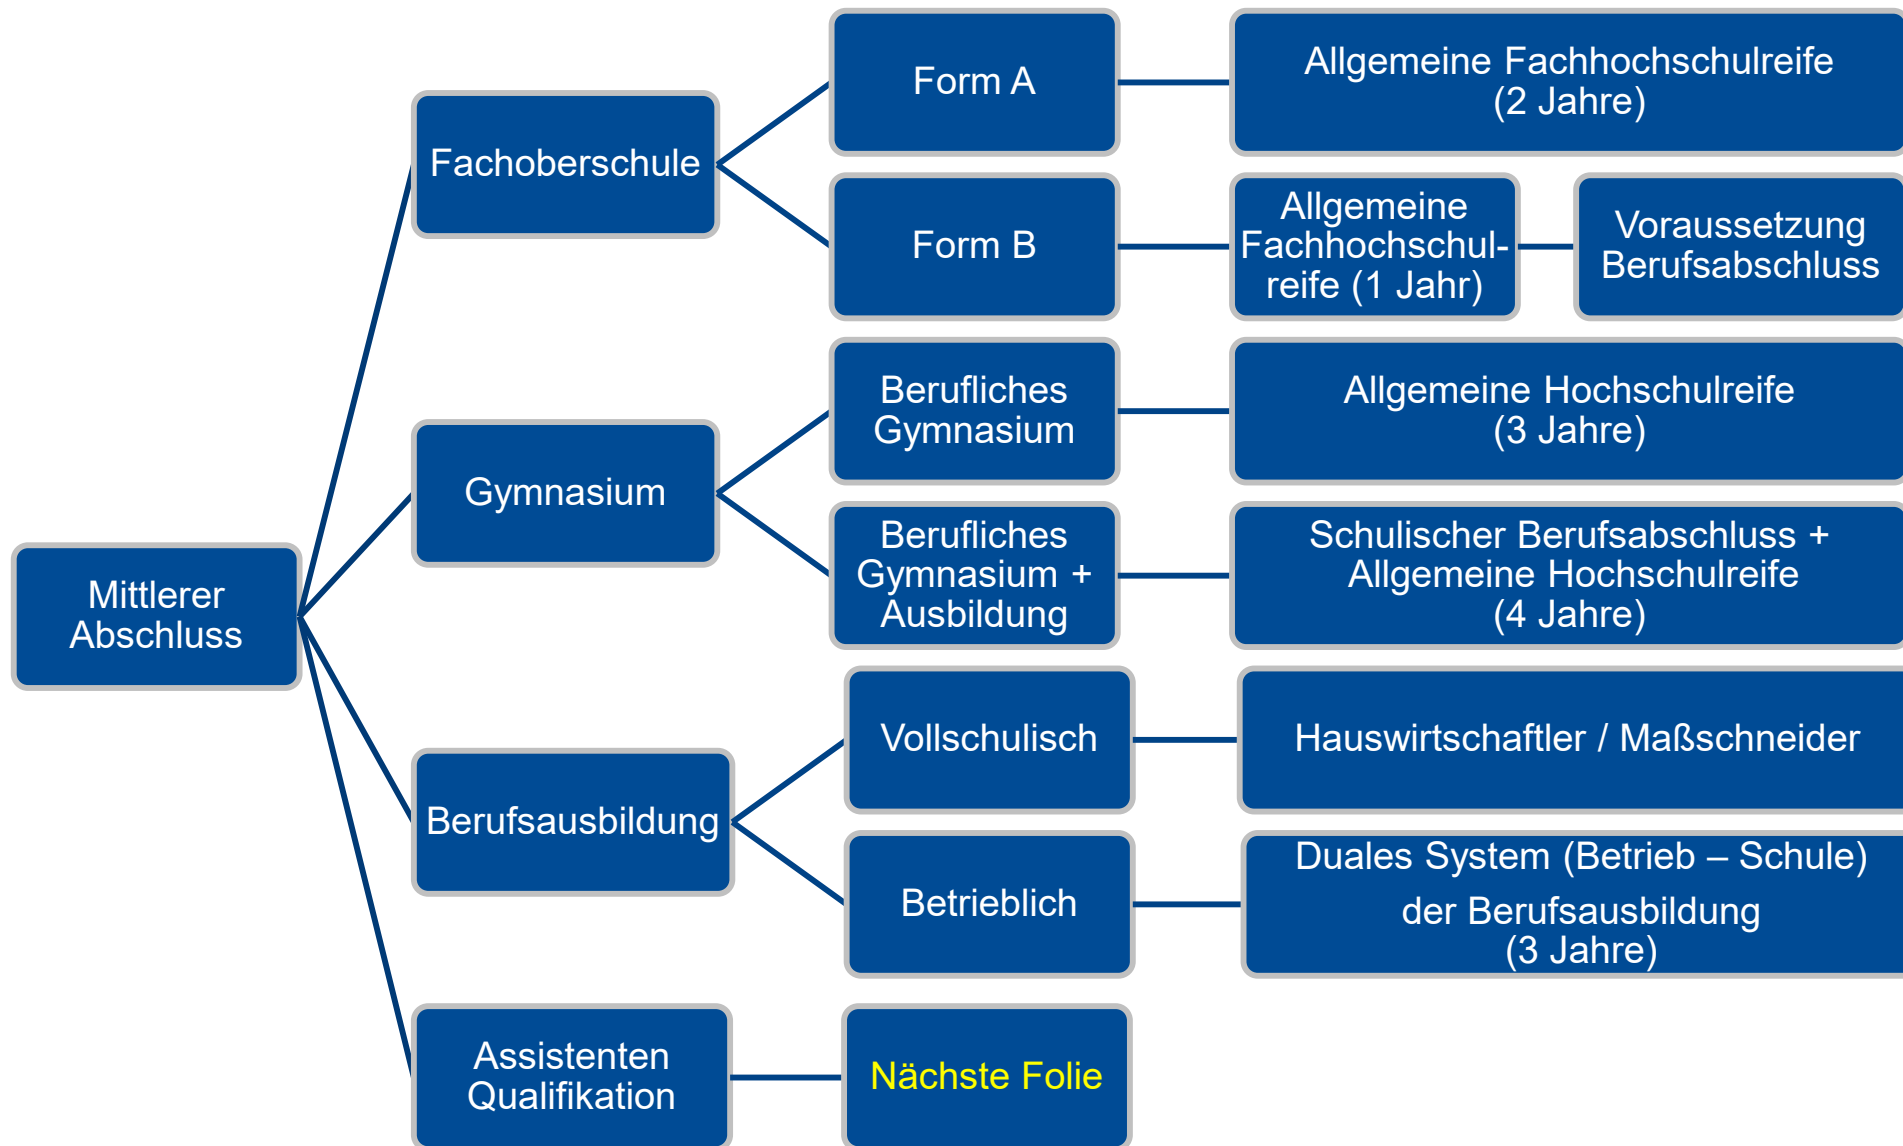 Form A
Allgemeine Fachhochschulreife
(2 Jahre)
Fachoberschule
Form B
Allgemeine
Fachhochschul-
reife (1 Jahr)
Voraussetzung
Berufsabschluss
Berufliches
Gymnasium
Allgemeine Hochschulreife
(3 Jahre)
Gymnasium
Berufliches
Gymnasium +
Ausbildung
Schulischer Berufsabschluss +
Allgemeine Hochschulreife
(4 Jahre)
Mittlerer
Abschluss
Vollschulisch
Hauswirtschaftler / Maßschneider
Berufsausbildung
Betrieblich
Duales System (Betrieb – Schule)
der Berufsausbildung
(3 Jahre)
Assistenten
Qualifikation
Nächste Folie